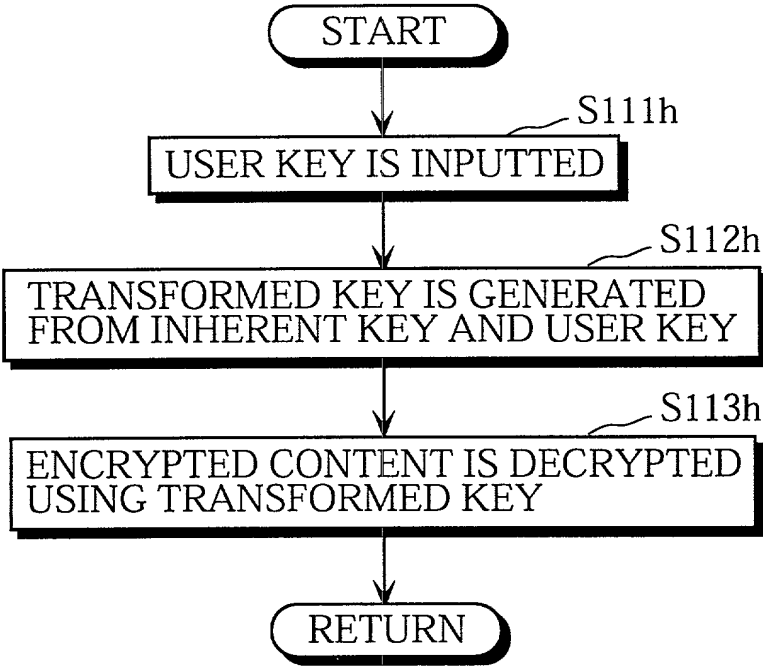 START
S111h
USER KEY IS INPUTTED
S112h
TRANSFORMED KEY IS GENERATED
FROM INHERENT KEY AND USER KEY
S113h
ENCRYPTED CONTENT IS DECRYPTED
USING TRANSFORMED KEY
RETURN